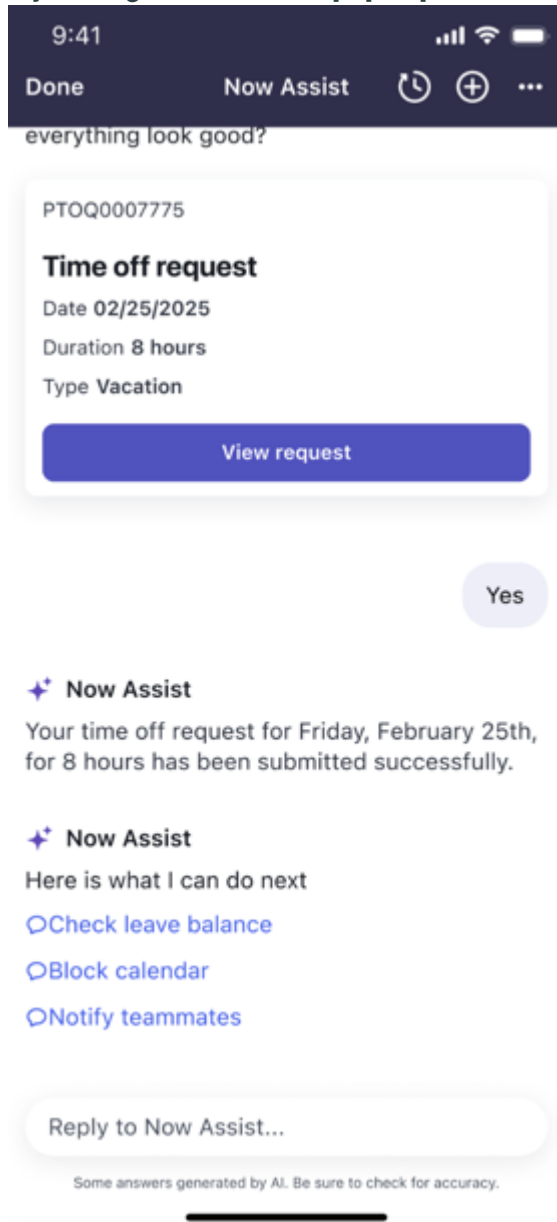 9:41
Done Now Assist
everything look good?
PTOQ0007775
Time off request
Date 02/25/2025
Duration 8 hours
Type Vacation
View request
Yes
Now Assist
Your time off request for Friday, February 25th,
for 8 hours has been submitted successfully.
Now Assist
Here is what I can do next
Check leave balance
Block calendar
Notify teammates
Reply to Now Assist...
Some answers generated by AI. Be sure to check for accuracy.